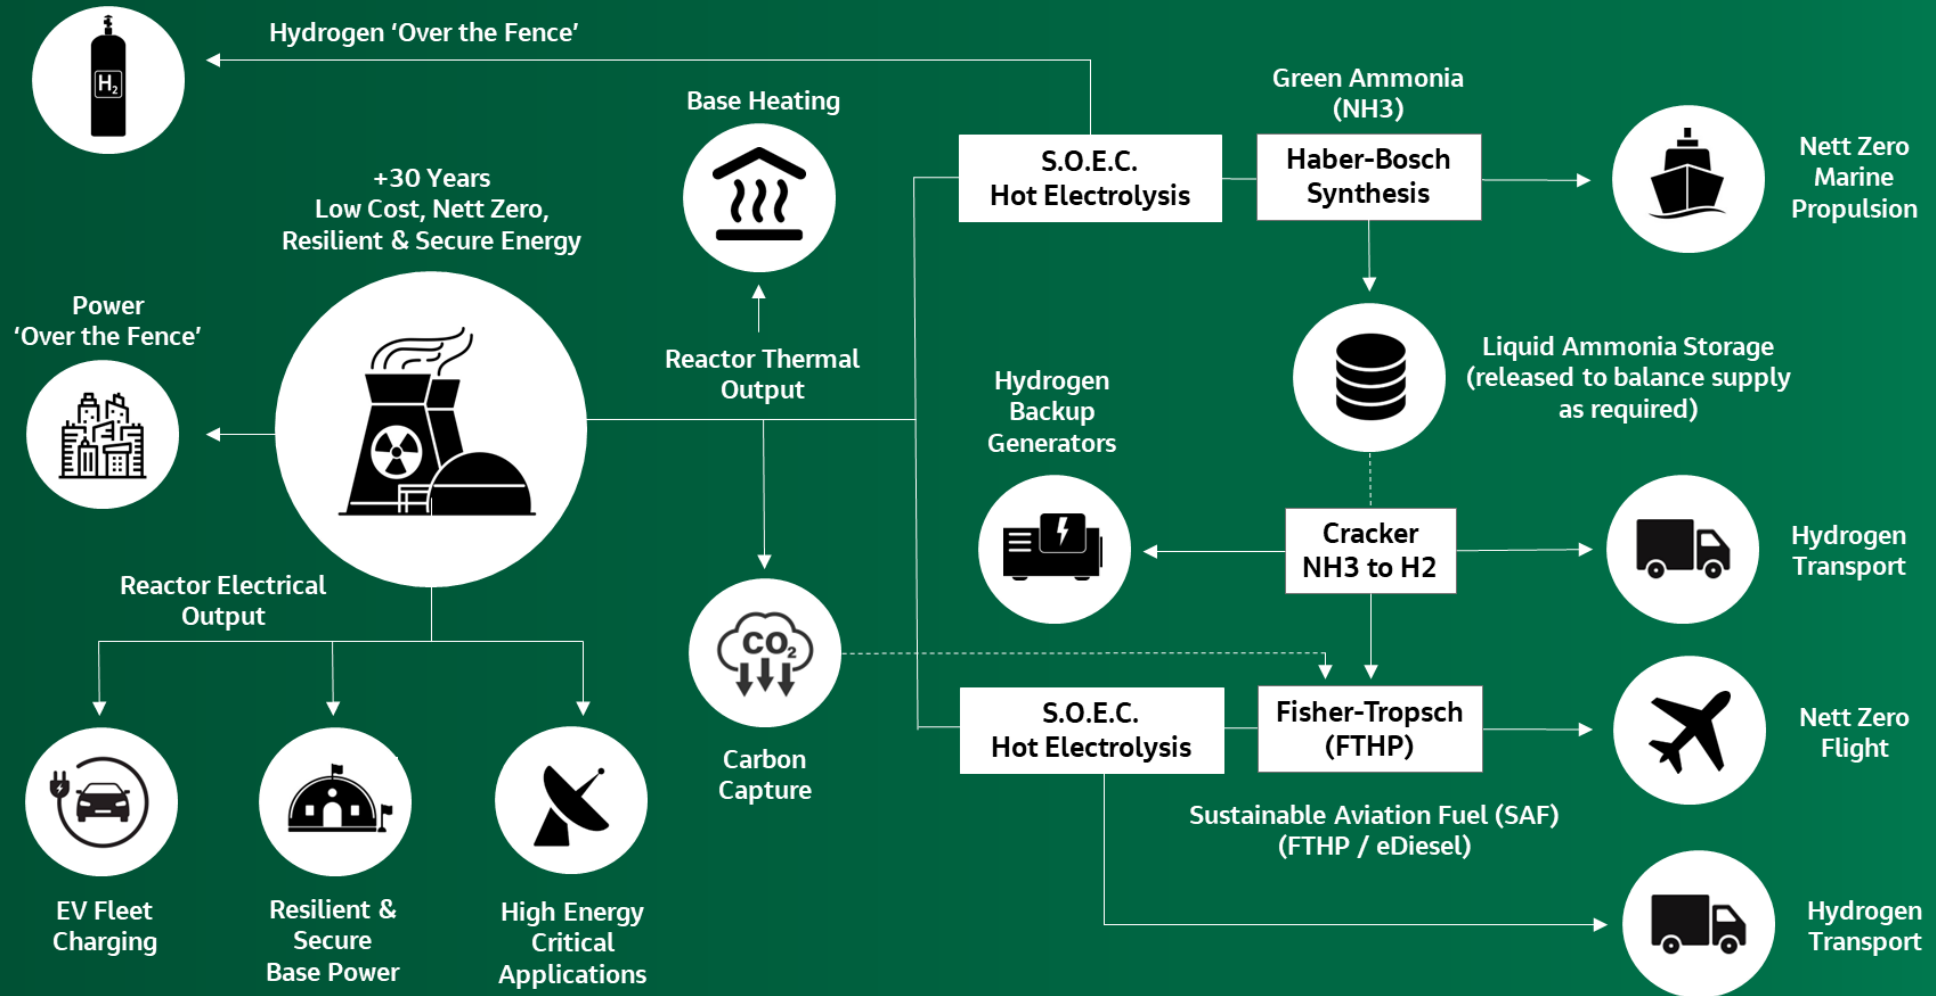 Hydrogen ‘Over the Fence’
H2
Base Heating
+30 Years
Low Cost, Nett Zero,
Resilient & Secure Energy
Power
‘Over the Fence’
Reactor Thermal
Output
Reactor Electrical
Output
EV Fleet
Charging
Resilient &
Secure
Base Power
High Energy
Critical
Applications
CO2
Carbon
Capture
S.O.E.C.
Hot Electrolysis
Green Ammonia
(NH3)
Haber-Bosch
Synthesis
Nett Zero
Marine
Propulsion
Liquid Ammonia Storage
(released to balance supply
as required)
Hydrogen
Backup
Generators
Cracker
NH3 to H2
Hydrogen
Transport
S.O.E.C.
Hot Electrolysis
Fisher-Tropsch
(FTHP)
Nett Zero
Flight
Sustainable Aviation Fuel (SAF)
(FTHP / eDiesel)
Hydrogen
Transport